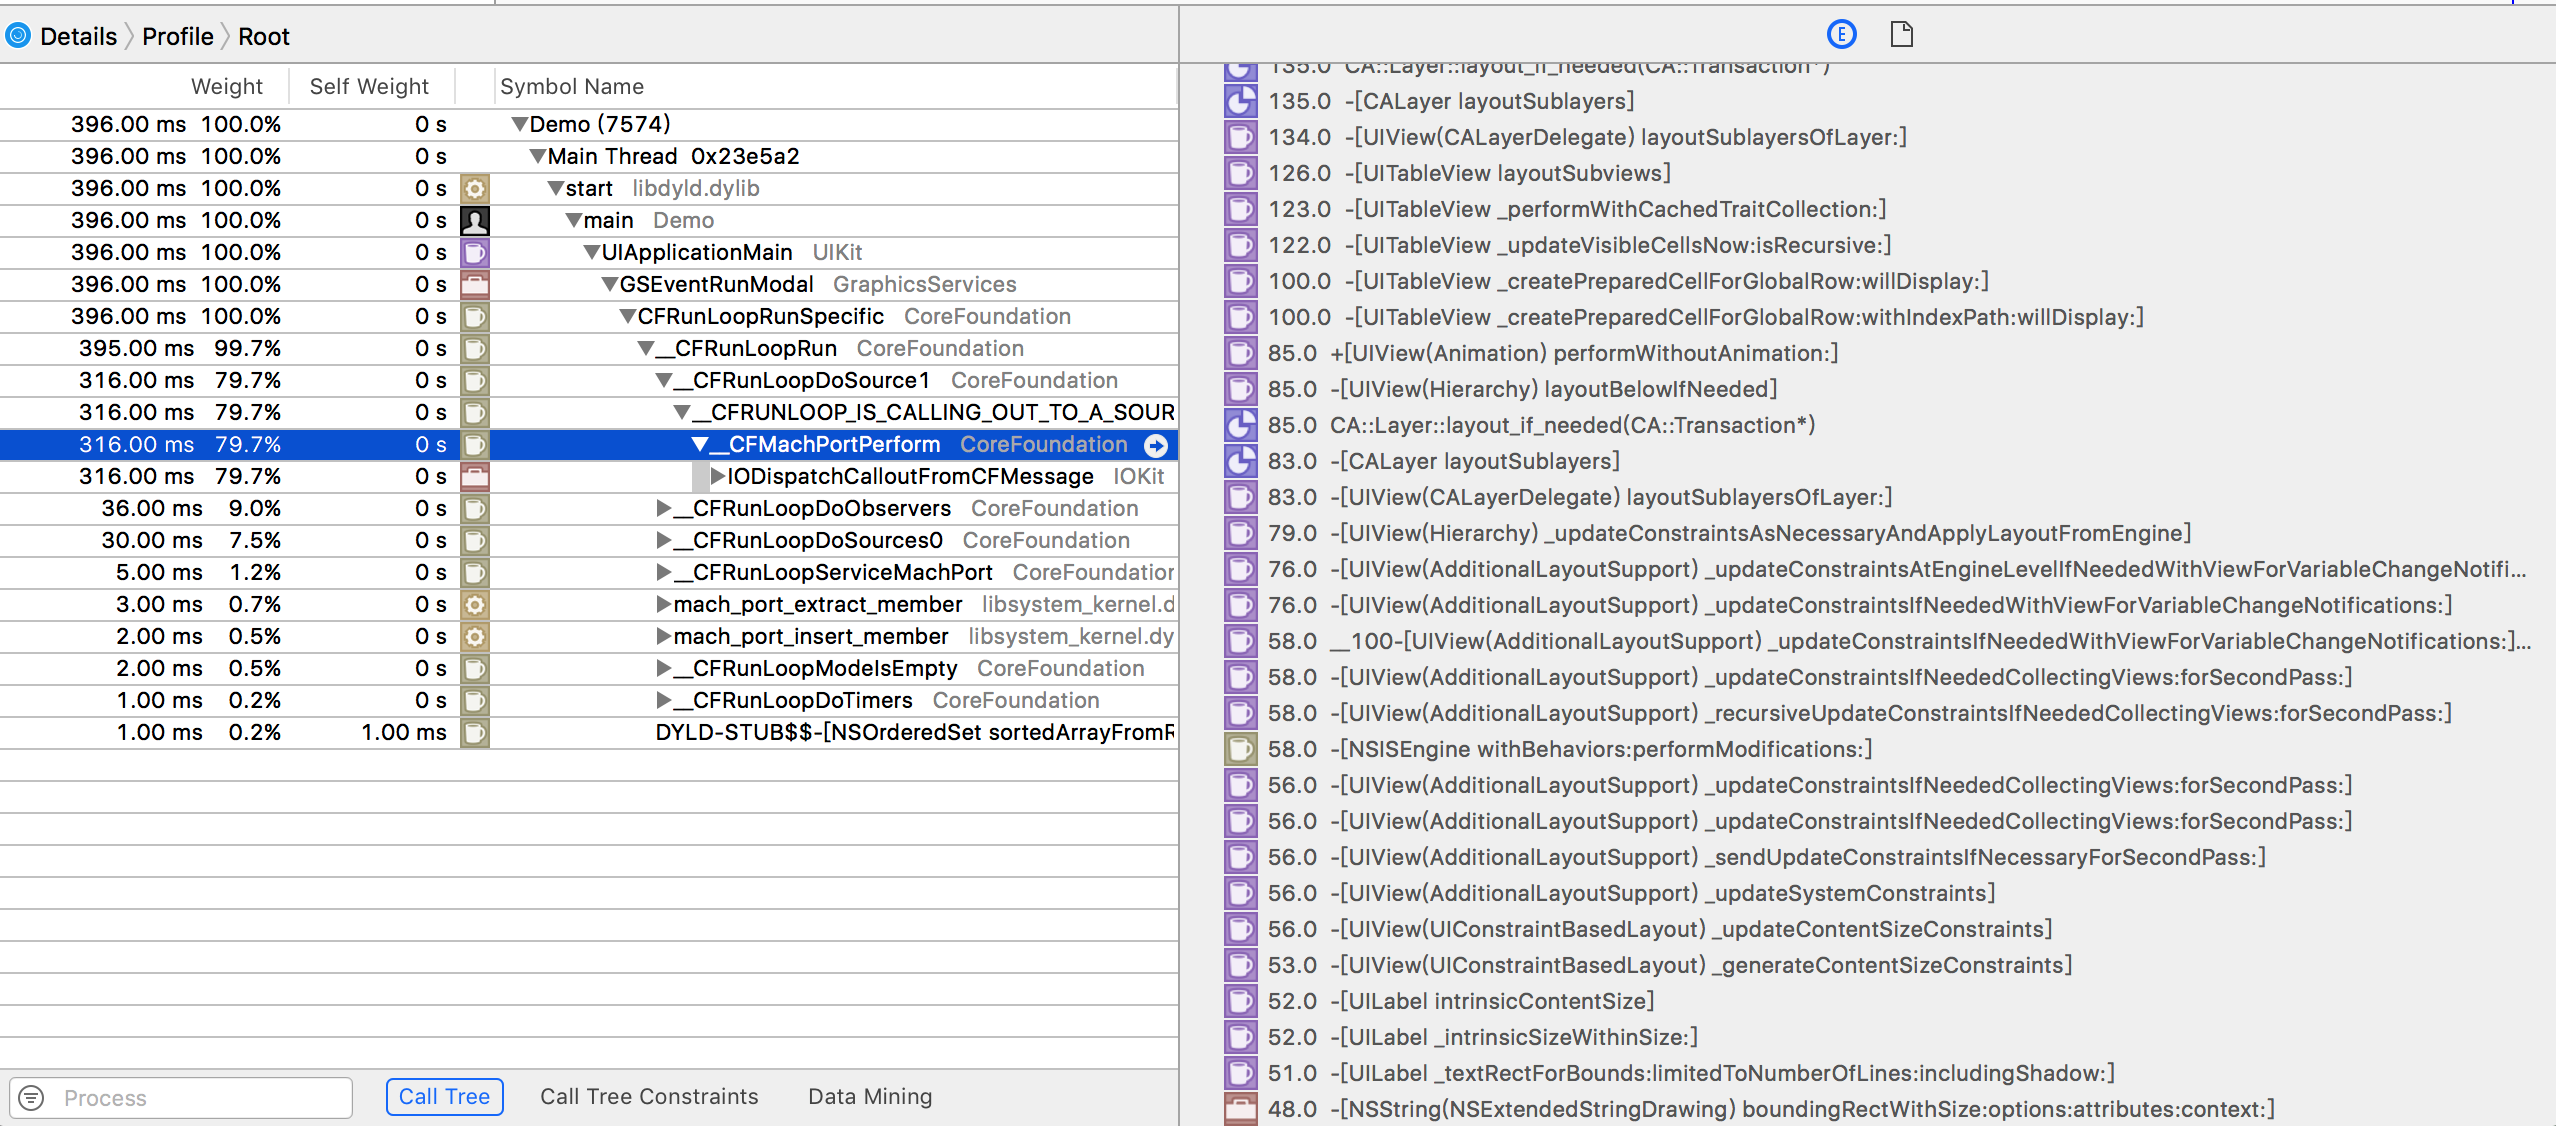 Details Profile Root
Weight Self Weight Symbol Name
396.00 ms 100.0% 0 s Demo (7574)
396.00 ms 100.0% 0 s Main Thread 0x23e5a2
396.00 ms 100.0% 0 s start libdyld.dylib
396.00 ms 100.0% 0 s main Demo
396.00 ms 100.0% 0 s UIApplicationMain UIKit
396.00 ms 100.0% 0 s GSEventRunModal GraphicsServices
396.00 ms 100.0% 0 s CFRunLoopRunSpecific CoreFoundation
395.00 ms 99.7% 0 s __CFRunLoopRun CoreFoundation
316.00 ms 79.7% 0 s __CFRunLoopDoSource1 CoreFoundation
316.00 ms 79.7% 0 s __CFRUNLOOP_IS_CALLING_OUT_TO_A_SOUR
316.00 ms 79.7% 0 s __CFMachPortPerform CoreFoundation
316.00 ms 79.7% 0 s IODispatchCalloutFromCFMessage IOKit
36.00 ms 9.0% 0 s __CFRunLoopDoObservers CoreFoundation
30.00 ms 7.5% 0 s __CFRunLoopDoSources0 CoreFoundation
5.00 ms 1.2% 0 s __CFRunLoopServiceMachPort CoreFoundation
3.00 ms 0.7% 0 s mach_port_extract_member libsystem_kernel.d
2.00 ms 0.5% 0 s mach_port_insert_member libsystem_kernel.dy
2.00 ms 0.5% 0 s __CFRunLoopModeIsEmpty CoreFoundation
1.00 ms 0.2% 0 s __CFRunLoopDoTimers CoreFoundation
1.00 ms 0.2% 1.00 ms DYLD-STUB$$-[NSOrderedSet sortedArrayFromR
Process Call Tree Call Tree Constraints Data Mining
E
135.0 CA::Layer::layout_if_needed(CA::Transaction*)
135.0 -[CALayer layoutSublayers]
134.0 -[UIView(CALayerDelegate) layoutSublayersOfLayer:]
126.0 -[UITableView layoutSubviews]
123.0 -[UITableView _performWithCachedTraitCollection:]
122.0 -[UITableView _updateVisibleCellsNow:isRecursive:]
100.0 -[UITableView _createPreparedCellForGlobalRow:willDisplay:]
100.0 -[UITableView _createPreparedCellForGlobalRow:withIndexPath:willDisplay:]
85.0 +[UIView(Animation) performWithoutAnimation:]
85.0 -[UIView(Hierarchy) layoutBelowIfNeeded]
85.0 CA::Layer::layout_if_needed(CA::Transaction*)
83.0 -[CALayer layoutSublayers]
83.0 -[UIView(CALayerDelegate) layoutSublayersOfLayer:]
79.0 -[UIView(Hierarchy) _updateConstraintsAsNecessaryAndApplyLayoutFromEngine]
76.0 -[UIView(AdditionalLayoutSupport) _updateConstraintsAtEngineLevelIfNeededWithViewForVariableChangeNotifi...
76.0 -[UIView(AdditionalLayoutSupport) _updateConstraintsIfNeededWithViewForVariableChangeNotifications:]
58.0 __100-[UIView(AdditionalLayoutSupport) _updateConstraintsIfNeededWithViewForVariableChangeNotifications:]...
58.0 -[UIView(AdditionalLayoutSupport) _updateConstraintsIfNeededCollectingViews:forSecondPass:]
58.0 -[UIView(AdditionalLayoutSupport) _recursiveUpdateConstraintsIfNeededCollectingViews:forSecondPass:]
58.0 -[NSISEngine withBehaviors:performModifications:]
56.0 -[UIView(AdditionalLayoutSupport) _updateConstraintsIfNeededCollectingViews:forSecondPass:]
56.0 -[UIView(AdditionalLayoutSupport) _updateConstraintsIfNeededCollectingViews:forSecondPass:]
56.0 -[UIView(AdditionalLayoutSupport) _sendUpdateConstraintsIfNecessaryForSecondPass:]
56.0 -[UIView(AdditionalLayoutSupport) _updateSystemConstraints]
56.0 -[UIView(UIConstraintBasedLayout) _updateContentSizeConstraints]
53.0 -[UIView(UIConstraintBasedLayout) _generateContentSizeConstraints]
52.0 -[UILabel intrinsicContentSize]
52.0 -[UILabel _intrinsicSizeWithinSize:]
51.0 -[UILabel _textRectForBounds:limitedToNumberOfLines:includingShadow:]
48.0 -[NSString(NSExtendedStringDrawing) boundingRectWithSize:options:attributes:context:]